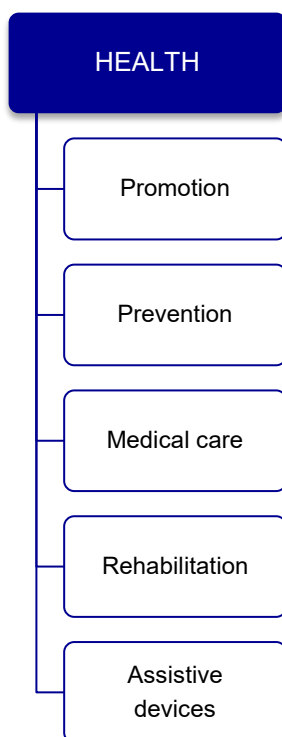 HEALTH
Promotion
Prevention
Medical care
Rehabilitation
Assistive
devices